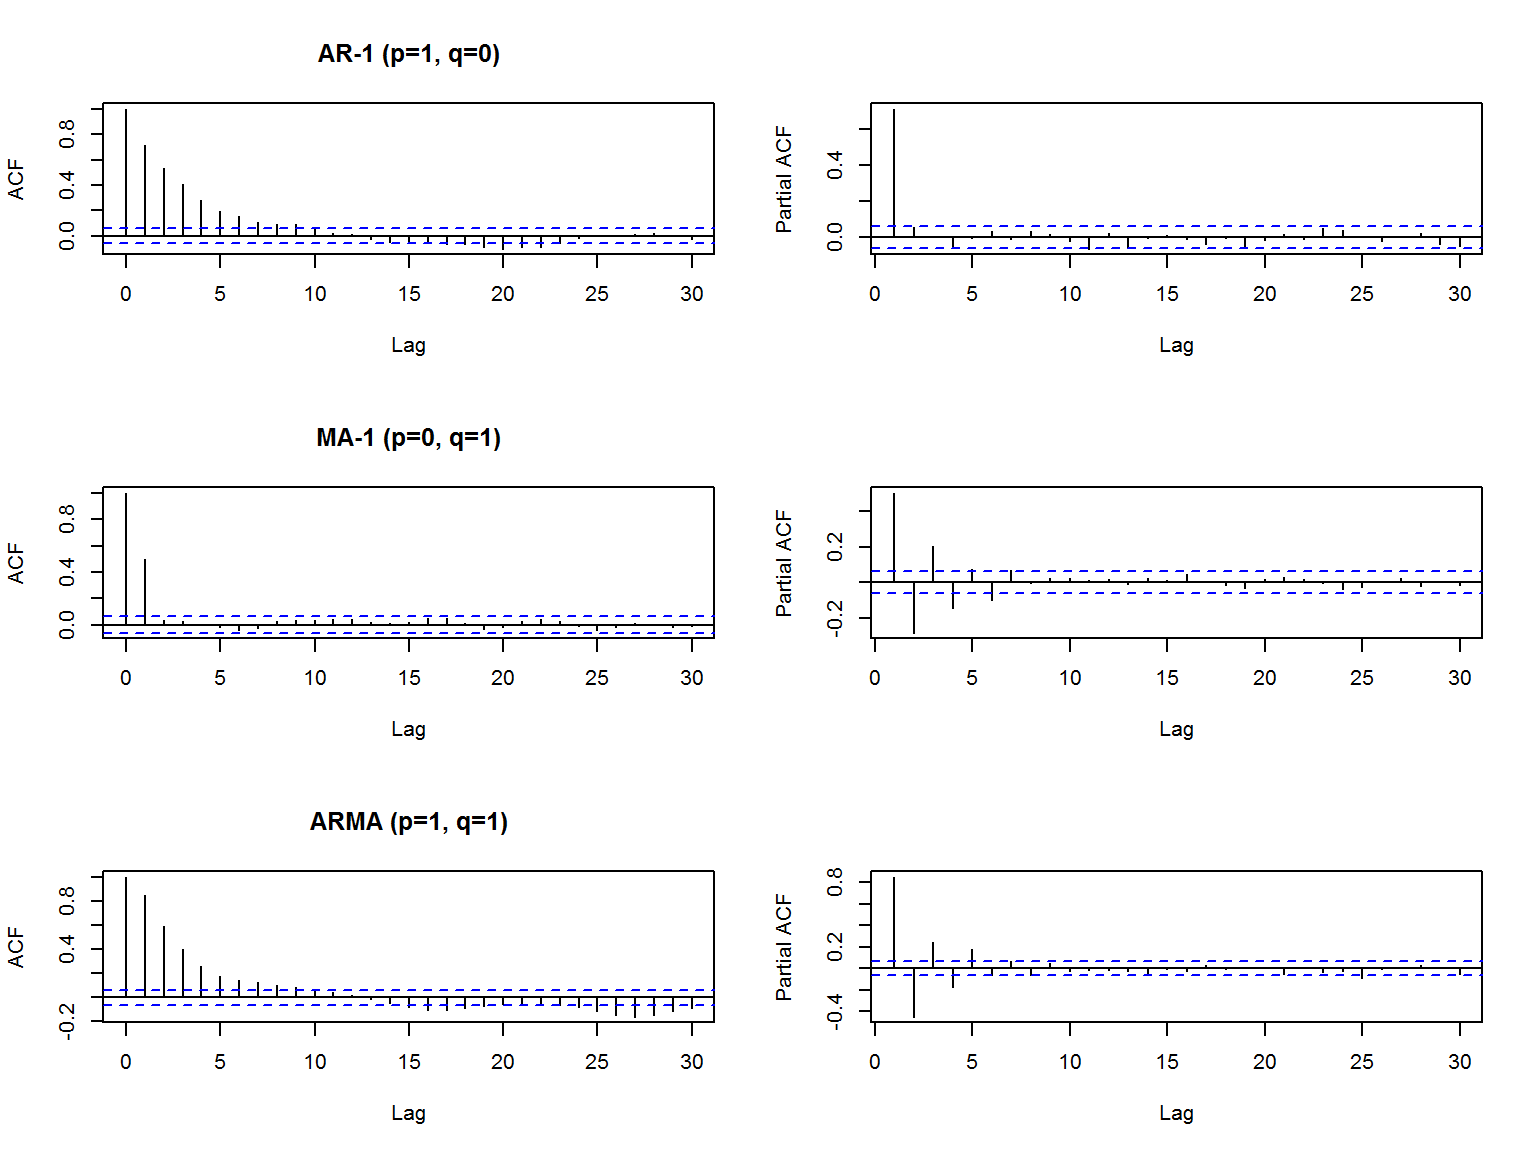 AR-1 (p=1, q=0)
ACF
0.0 0.4 0.8
0 5 10 15 20 25 30
Lag
Partial ACF
0.0 0.4
0 5 10 15 20 25 30
Lag
MA-1 (p=0, q=1)
ACF
0.0 0.4 0.8
0 5 10 15 20 25 30
Lag
Partial ACF
-0.2 0.2
0 5 10 15 20 25 30
Lag
ARMA (p=1, q=1)
ACF
-0.2 0.4 0.8
0 5 10 15 20 25 30
Lag
Partial ACF
-0.4 0.2 0.8
0 5 10 15 20 25 30
Lag